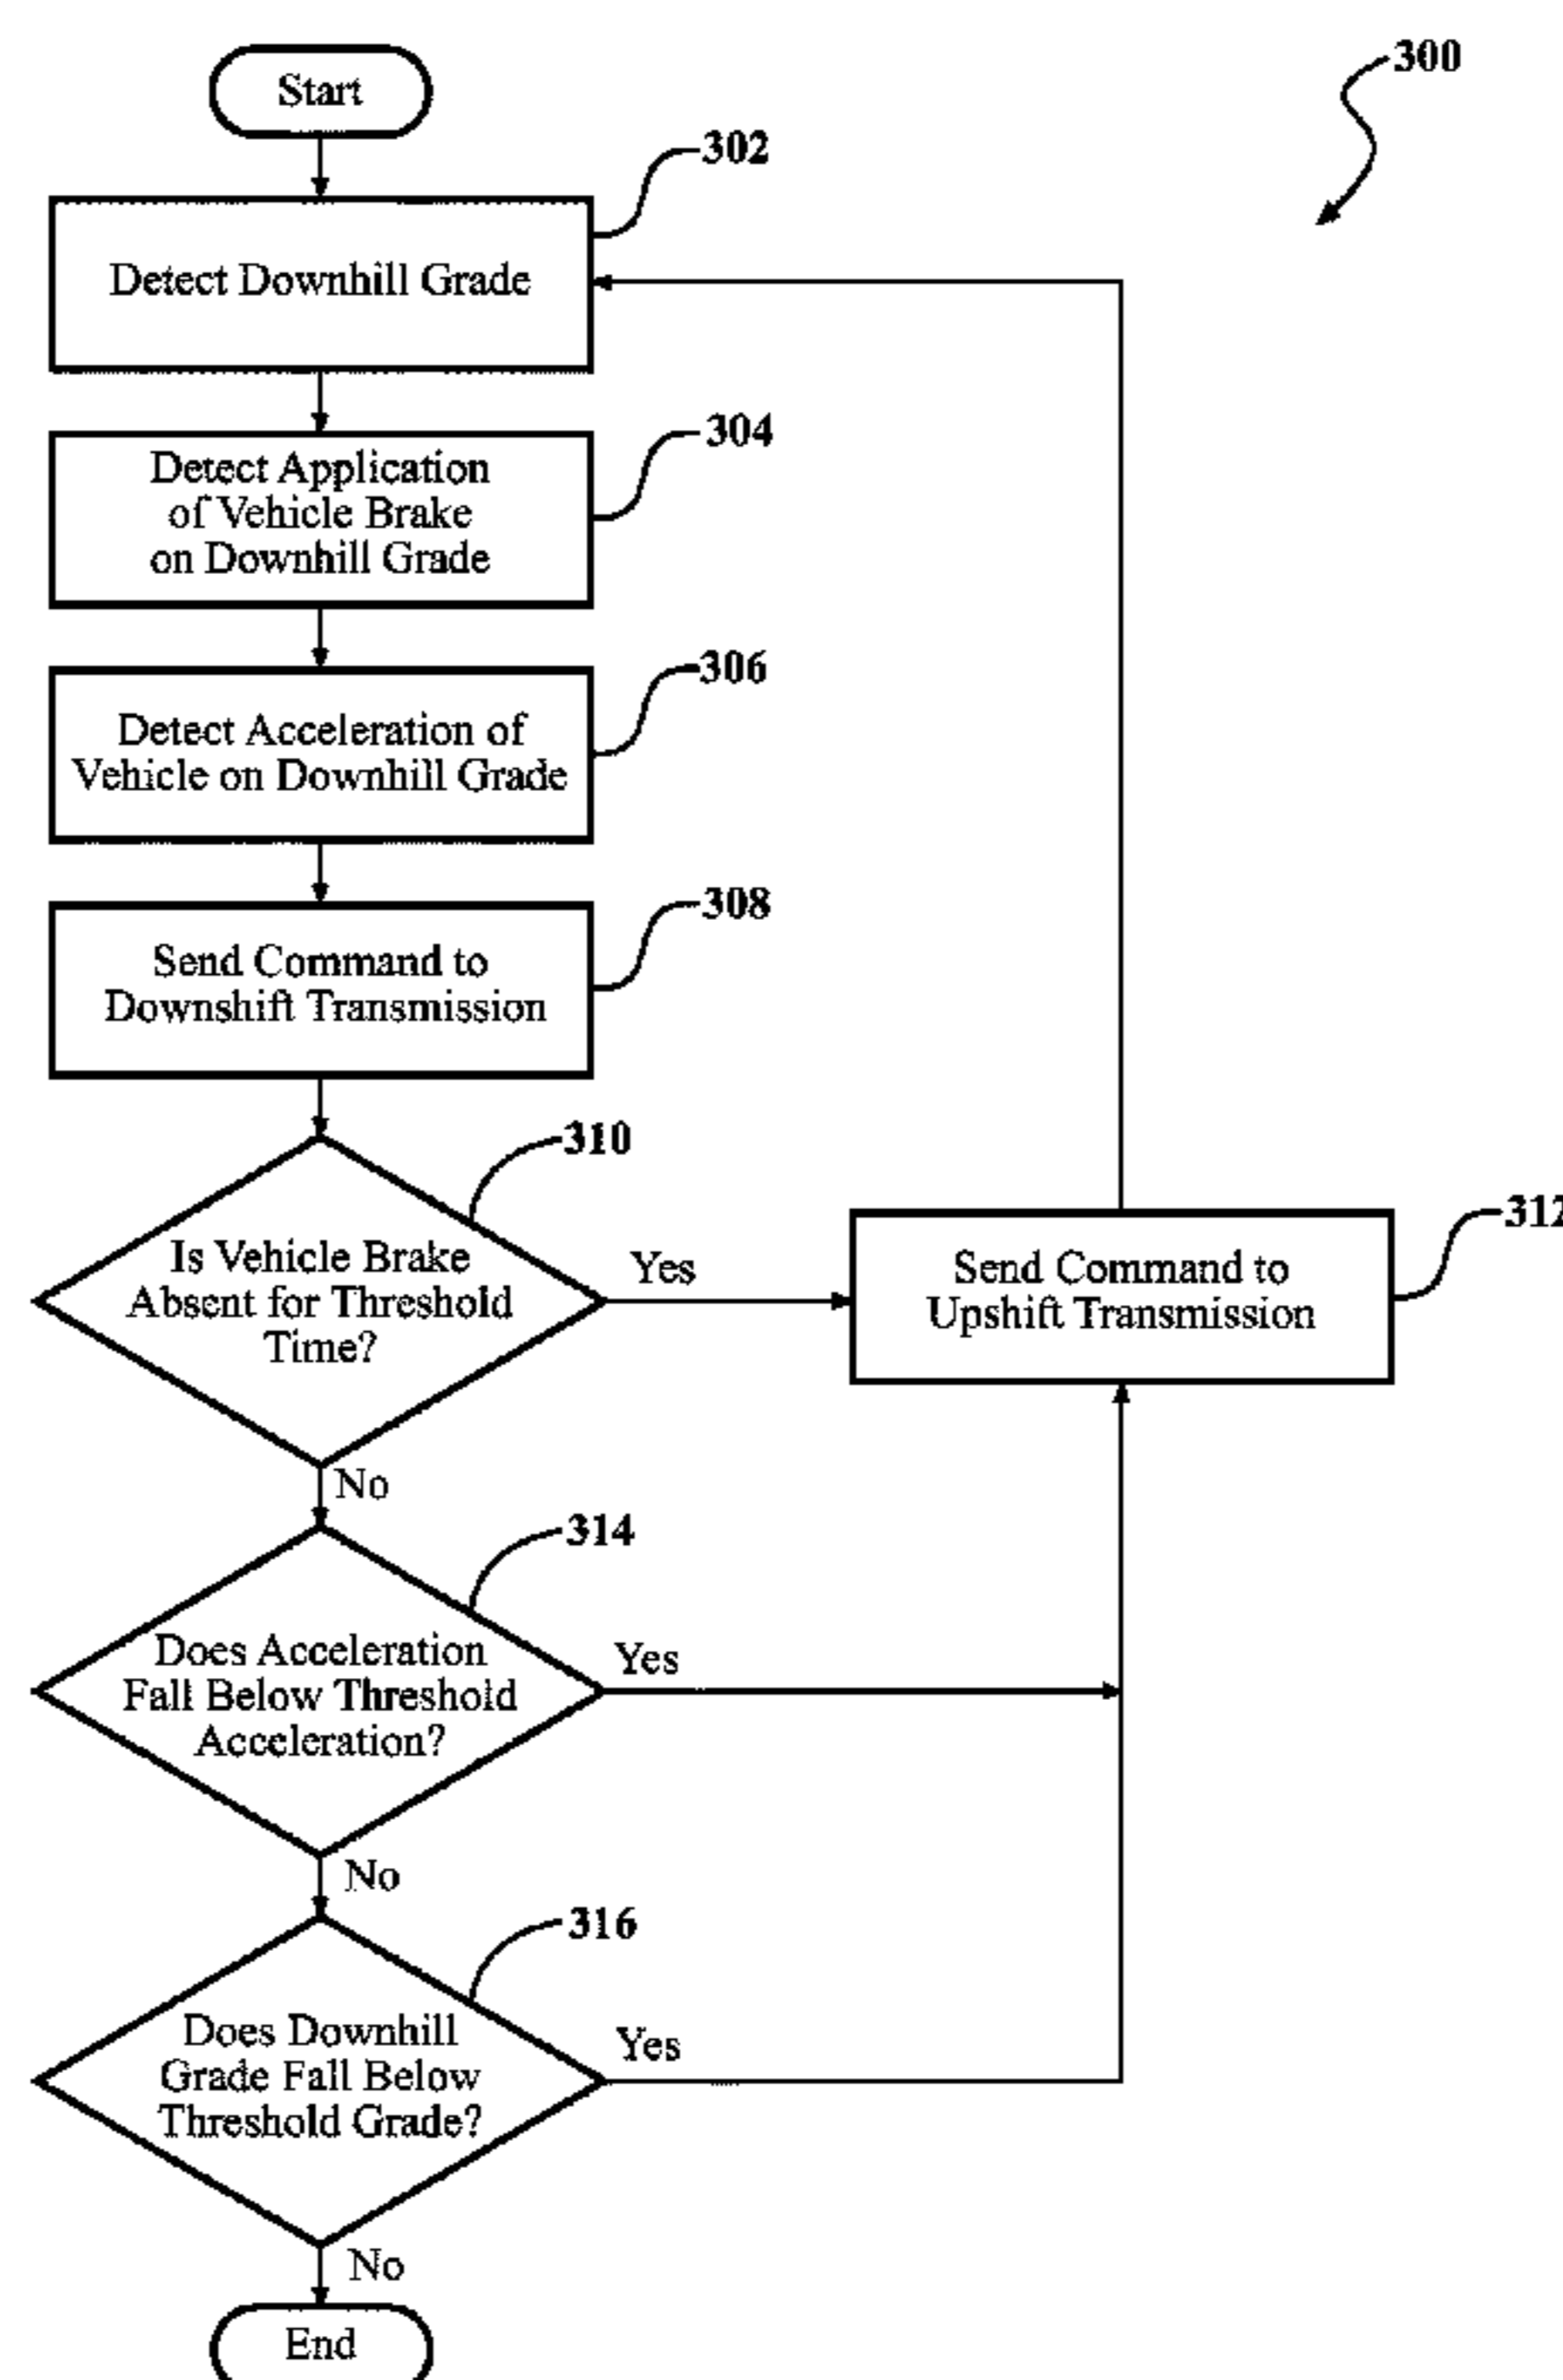 Start
300
302
Detect Downhill Grade
304
Detect Application
of Vehicle Brake
on Downhill Grade
306
Detect Acceleration of
Vehicle on Downhill Grade
308
Send Command to
Downshift Transmission
310
Is Vehicle Brake
Absent for Threshold
Time?
Yes
312
Send Command to
Upshift Transmission
No
314
Does Acceleration
Fall Below Threshold
Acceleration?
Yes
No
316
Does Downhill
Grade Fall Below
Threshold Grade?
Yes
No
End